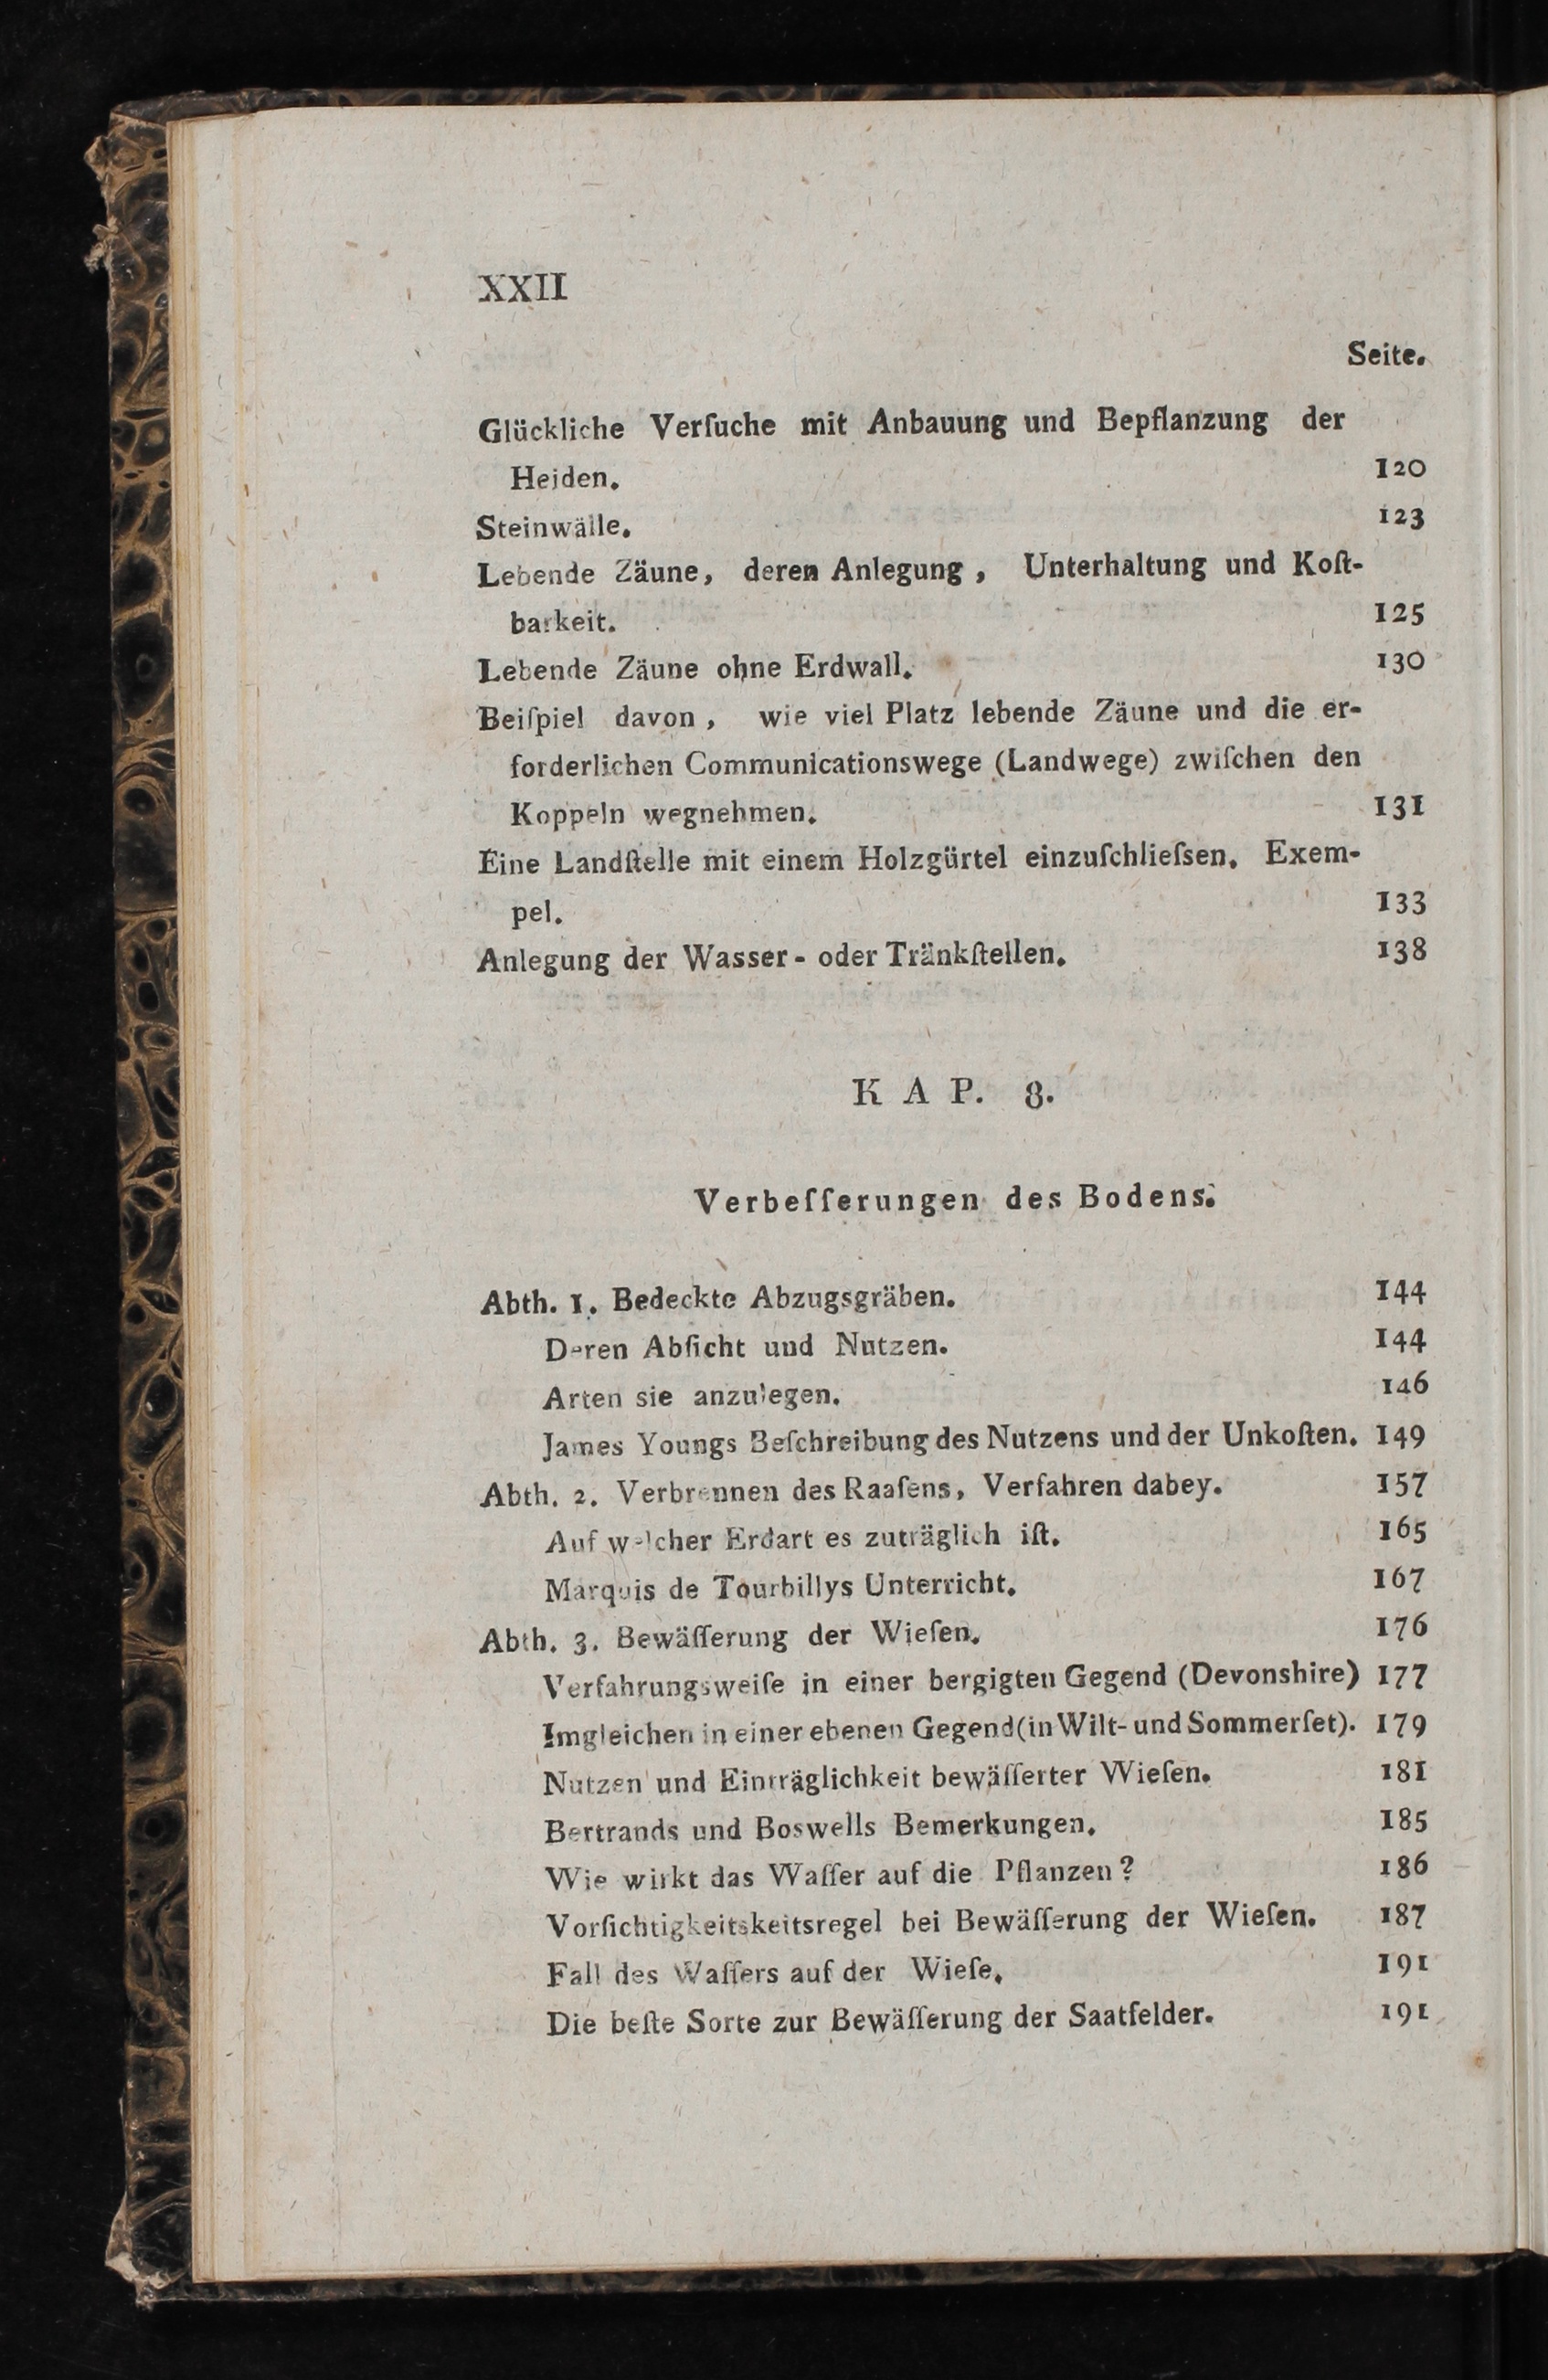 XXII
Seite.
Glückliche Verſuche mit Anbauung und Bepflanzung der
Heiden. 120
Steinwälle. 123
Lebende Zäune, deren Anlegung, Unterhaltung und Koſt-
barkeit. 125
Lebende Zäune ohne Erdwall. 130
Beiſpiel davon, wie viel Platz lebende Zäune und die er-
forderlichen Communicationswege (Landwege) zwiſchen den
Koppeln wegnehmen. 131
Eine Landſtelle mit einem Holzgürtel einzuſchlieſsen. Exem-
pel. 133
Anlegung der Wasser- oder Tränkſtellen. 138
KAP. 8.
Verbeſſerungen des Bodens.
Abth. 1. Bedeckte Abzugsgräben. 144
Deren Abſicht und Nutzen. 144
Arten sie anzulegen. 146
James Youngs Beſchreibung des Nutzens und der Unkoſten. 149
Abth. 2. Verbrennen des Raaſens, Verfahren dabey. 157
Auf welcher Erdart es zuträglich iſt. 165
Marquis de Tourbillys Unterricht. 167
Abth. 3. Bewäſſerung der Wieſen. 176
Verfahrungsweiſe in einer bergigten Gegend (Devonshire) 177
Imgleichen in einer ebenen Gegend (in Wilt- und Sommerſet). 179
Nutzen und Einträglichkeit bewäſſerter Wieſen. 181
Bertrands und Boswells Bemerkungen. 185
Wie wirkt das Waſſer auf die Pflanzen? 186
Vorſichtigkeitskeitsregel bei Bewäſſerung der Wieſen. 187
Fall des Waſſers auf der Wieſe. 191
Die beſte Sorte zur Bewäſſerung der Saatfelder. 191